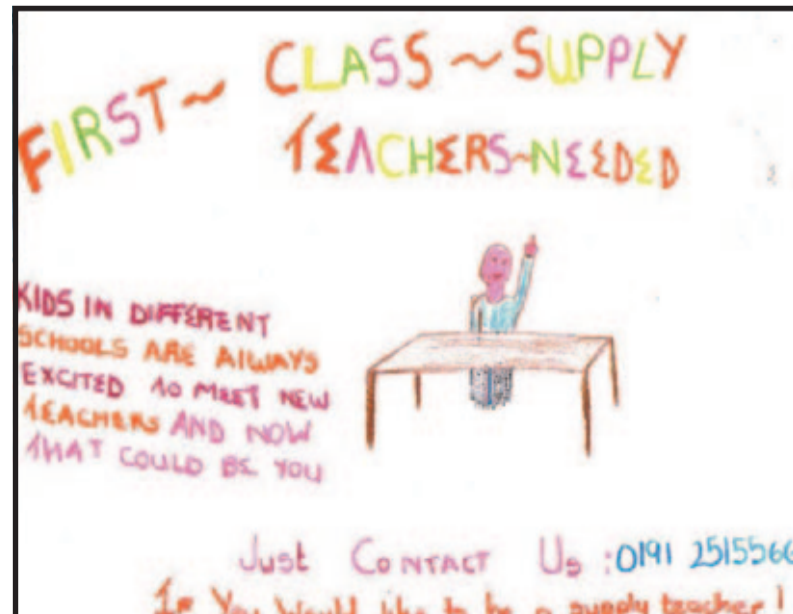 FIRST~ CLASS~SUPPLY
TEACHERS~NEEDED
KIDS IN DIFFERENT
SCHOOLS ARE AlWAYS
EXCITED TO MEET NEW
TEACHERS AND NOW
THAT COULD BE YOU
Just CONTACT Us :0191 2515566
If You Would like to be a supply teacher!